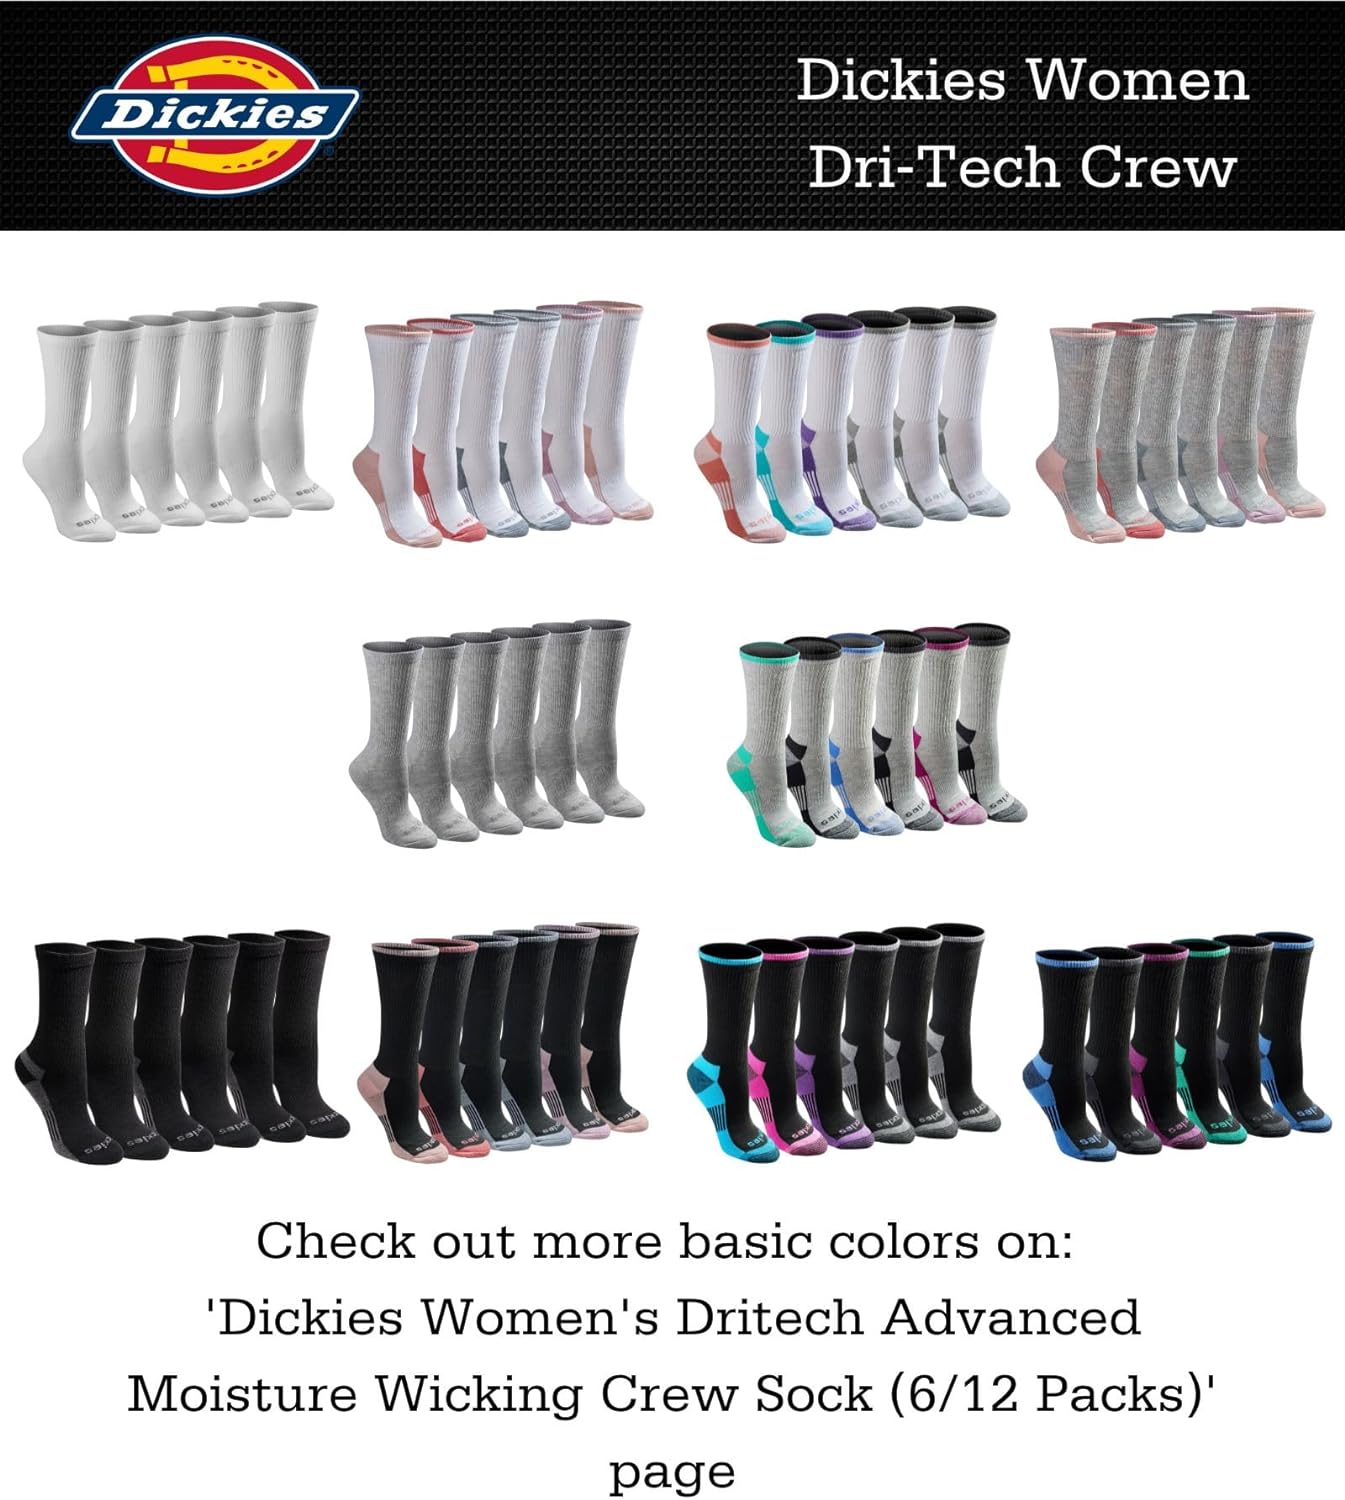 Dickies
®
Dickies Women
Dri-Tech Crew
Check out more basic colors on:
'Dickies Women's Dritech Advanced
Moisture Wicking Crew Sock (6/12 Packs)'
page